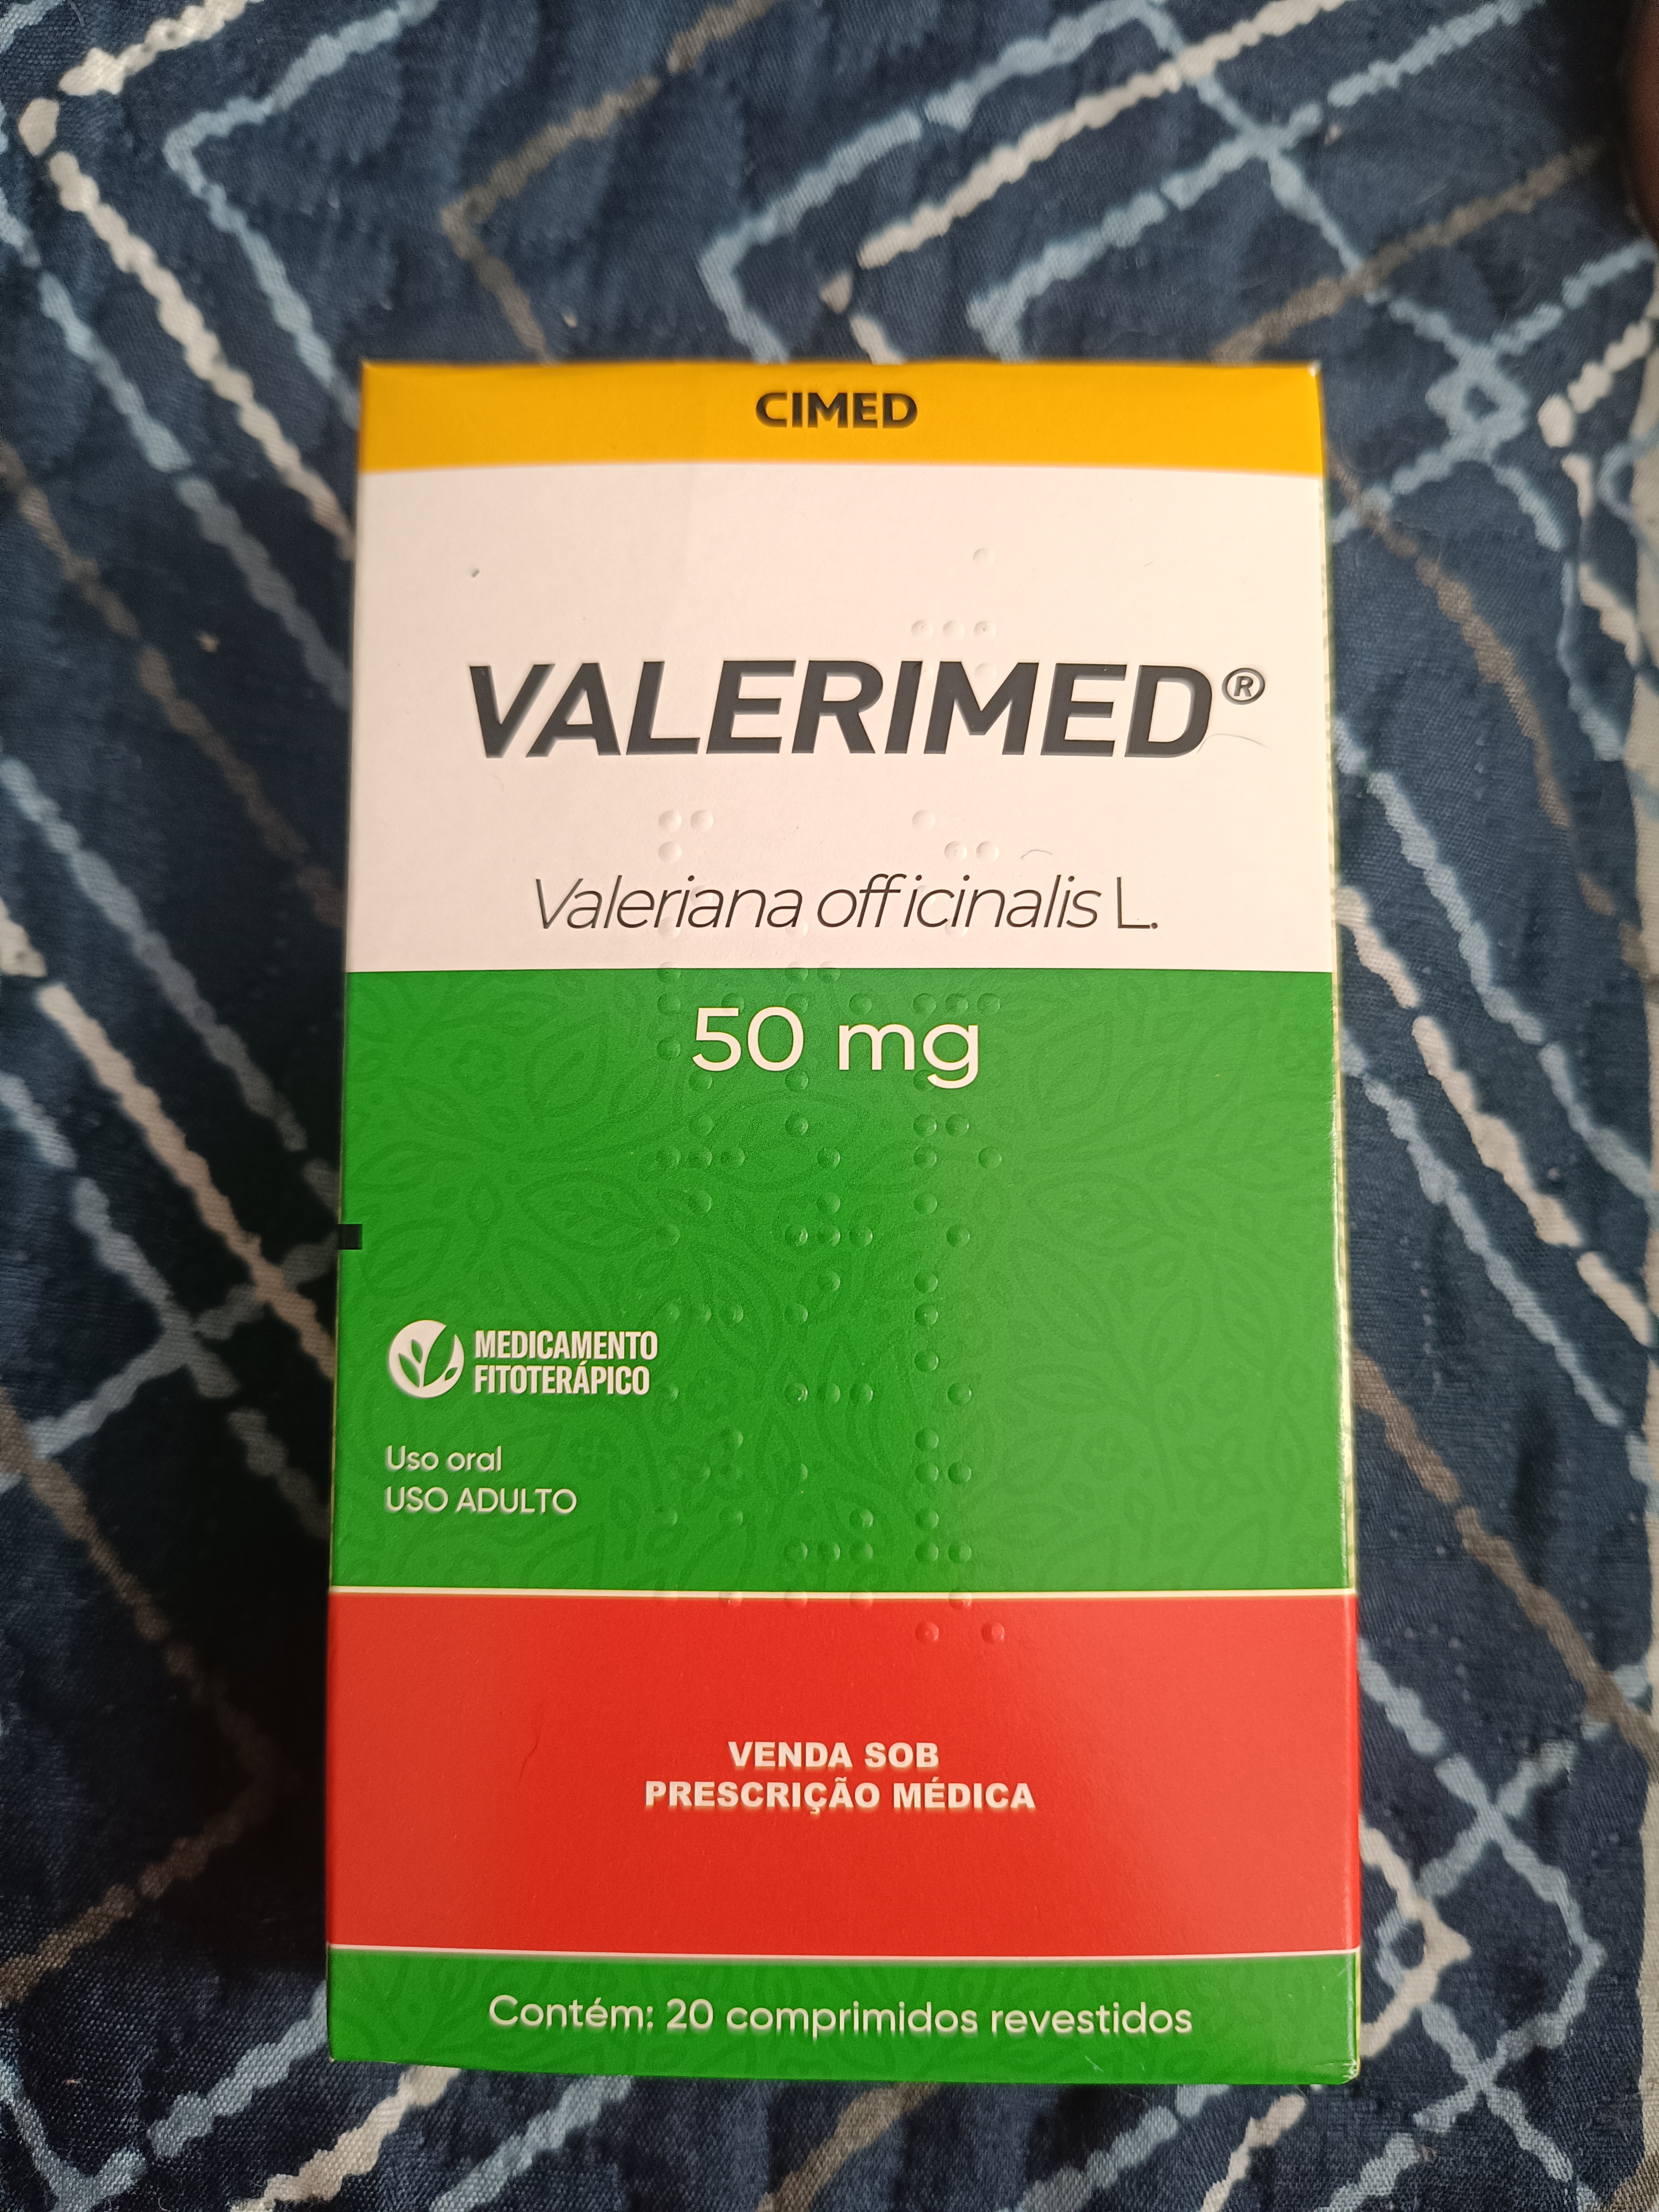 CIMED
VALERIMED®
Valeriana officinalis L.
50 mg
MEDICAMENTO
FITOTERÁPICO
Uso oral
USO ADULTO
VENDA SOB
PRESCRIÇÃO MÉDICA
Contém: 20 comprimidos revestidos